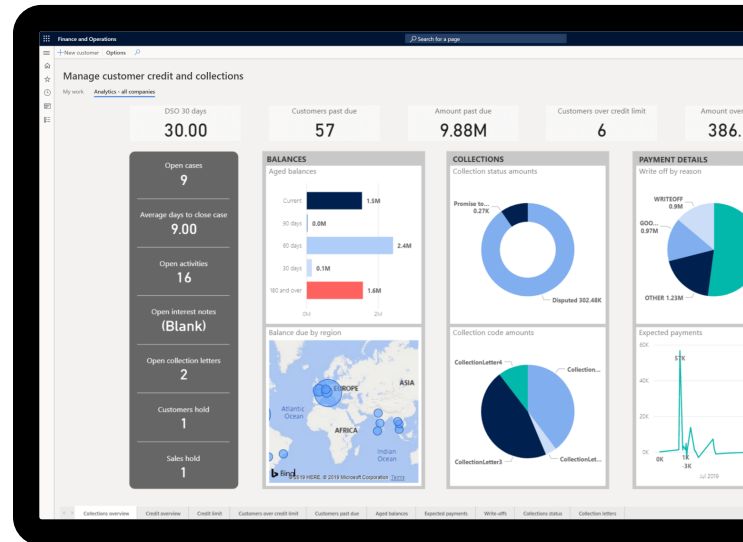 Finance and Operations
Search for a page
New customer Options
Manage customer credit and collections
My work Analytics - all companies
DSO 30 days
30.00
Customers past due
57
Amount past due
9.88M
Customers over credit limit
6
Amount over
386.
Open cases
9
Average days to close case
9.00
Open activities
16
Open interest notes
(Blank)
Open collection letters
2
Customers hold
1
Sales hold
1
BALANCES
Aged balances
Current 1.5M
90 days 0.0M
60 days 2.4M
30 days 0.1M
180 and over 1.6M
0M 2M
Balance due by region
EUROPE
ASIA
Atlantic
Ocean
AFRICA
Indian
Ocean
Bing
© 2019 HERE, © 2019 Microsoft Corporation Terms
COLLECTIONS
Collection status amounts
Promise to...
0.27K
Disputed 302.48K
Collection code amounts
CollectionLetter4
Collection...
CollectionLetter3
CollectionLet...
PAYMENT DETAILS
Write off by reason
WRITEOFF
0.9M
GOO...
0.97M
OTHER 1.23M
Expected payments
60K
57K
40K
20K
0K
0K
1K
-3K
Jul 2019
Collections overview Credit overview Credit limit Customers over credit limit Customers past due Aged balances Expected payments Write-offs Collections status Collection letters